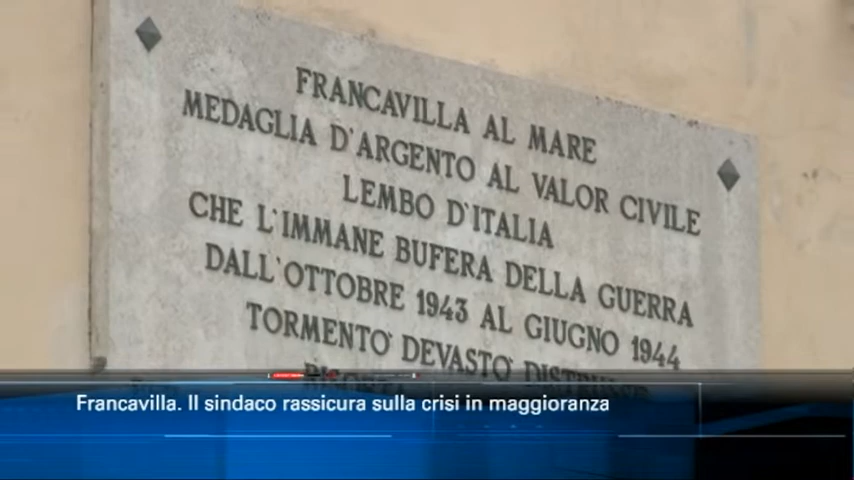 FRANCAVILLA AL MARE
MEDAGLIA D'ARGENTO AL VALOR CIVILE
LEMBO D'ITALIA
CHE L'IMMANE BUFERA DELLA GUERRA
DALL'OTTOBRE 1943 AL GIUGNO 1944
TORMENTO' DEVASTO' DISTRUSSE
Francavilla. Il sindaco rassicura sulla crisi in maggioranza